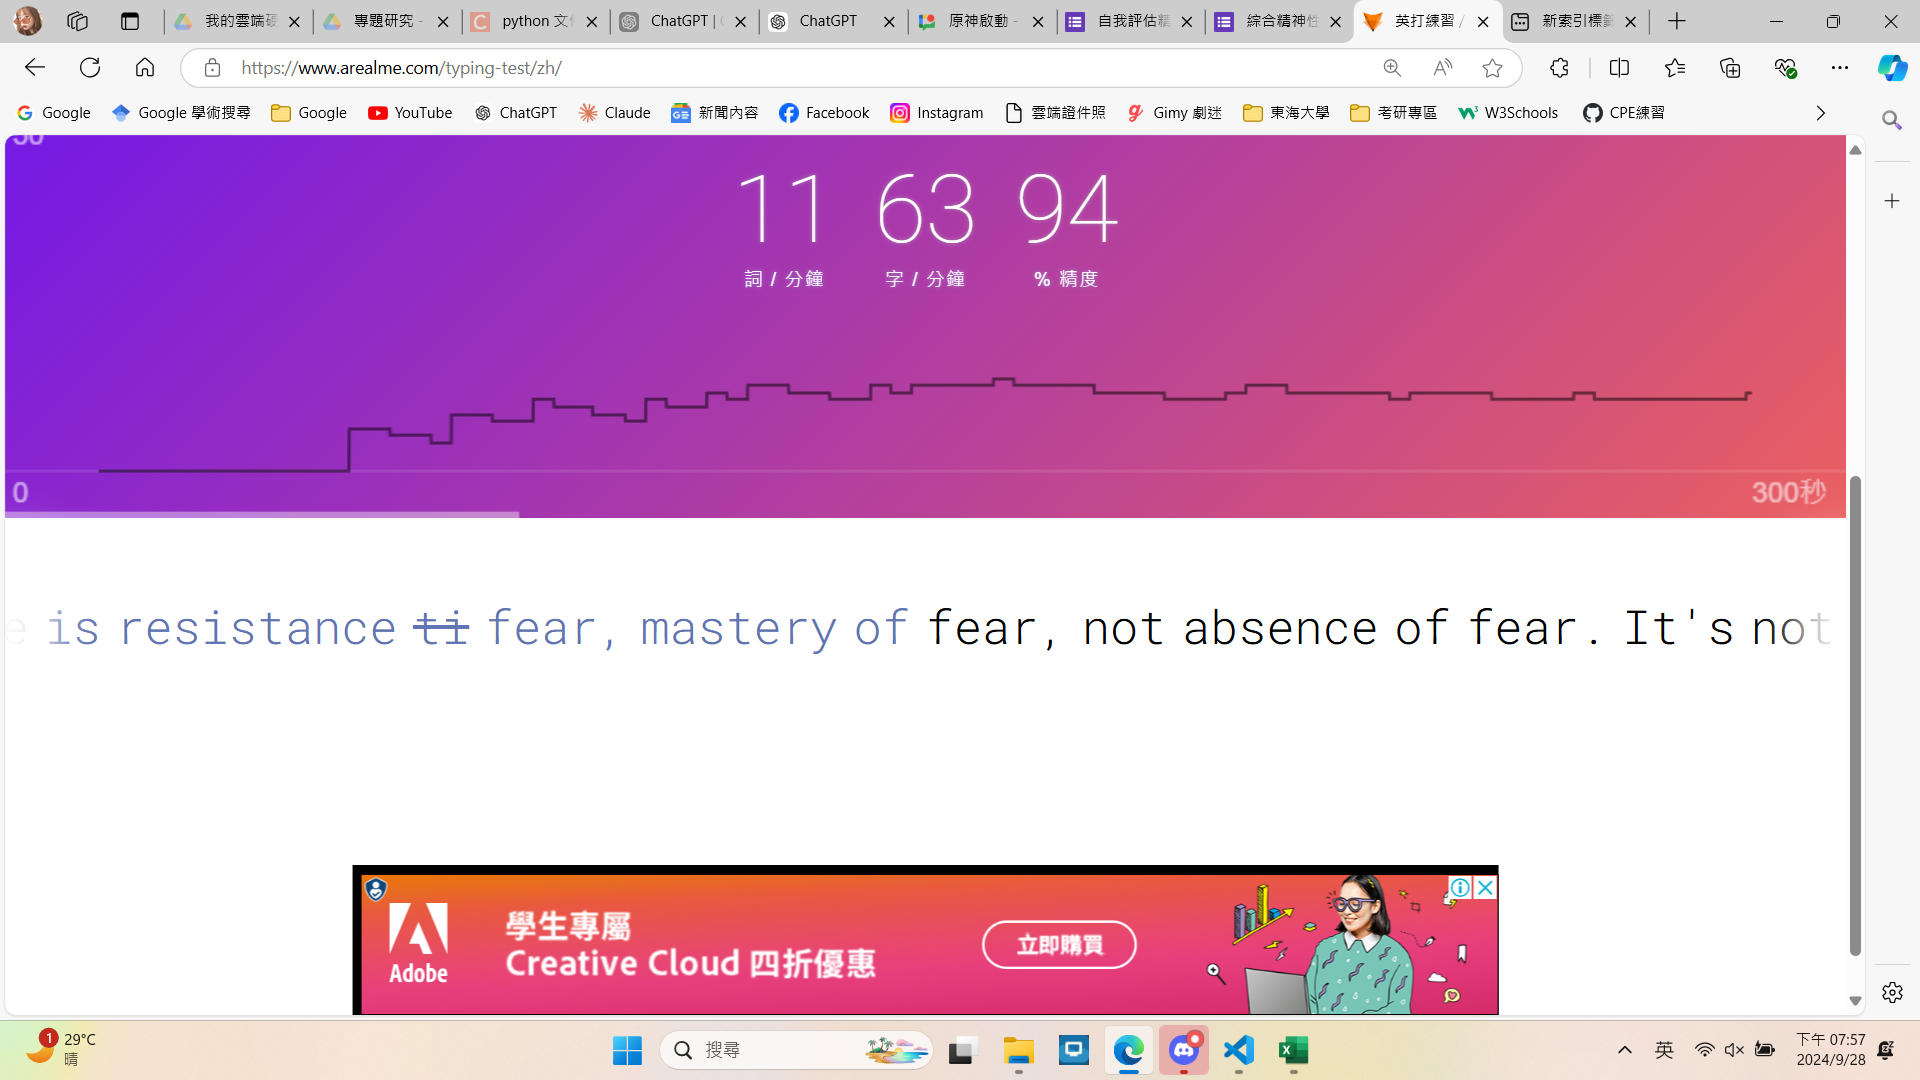 我的雲端硬
專題研究 -
python 文件
ChatGPT | 
ChatGPT
原神啟動 -
自我評估精
綜合精神性
英打練習 /
新索引標籤
https://www.arealme.com/typing-test/zh/
Google
Google 學術搜尋
Google
YouTube
ChatGPT
Claude
新聞內容
Facebook
Instagram
雲端證件照
Gimy 劇迷
東海大學
考研專區
W3Schools
CPE練習
50
11 63 94
詞 / 分鐘 字 / 分鐘 % 精度
0 300秒
e is resistance ti fear, mastery of fear, not absence of fear. It's not
學生專屬
Creative Cloud 四折優惠
Adobe
立即購買
1
29°C
晴
搜尋
英
下午 07:57
2024/9/28